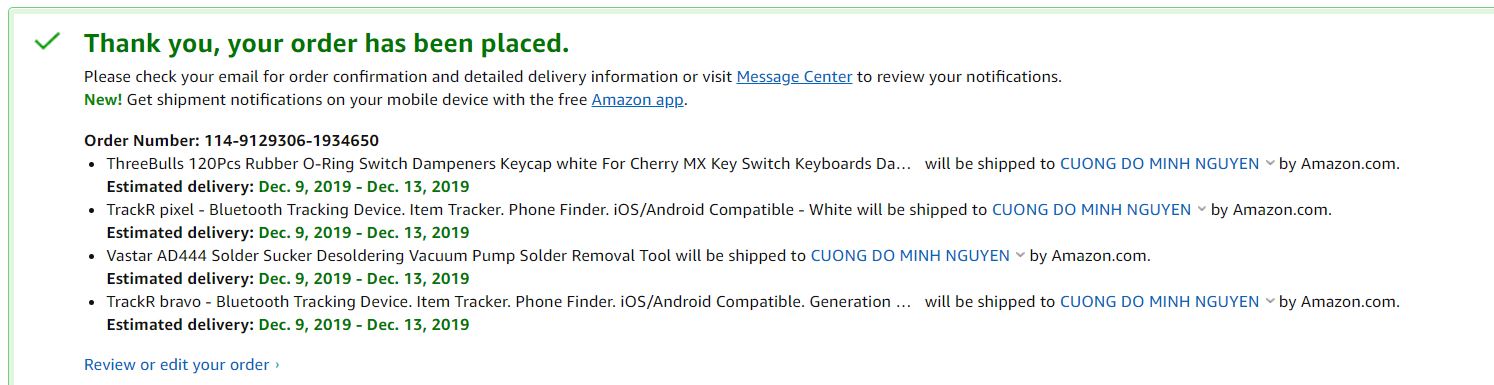 Thank you, your order has been placed.
Please check your email for order confirmation and detailed delivery information or visit Message Center to review your notifications.
New! Get shipment notifications on your mobile device with the free Amazon app.
Order Number: 114-9129306-1934650
• ThreeBulls 120Pcs Rubber O-Ring Switch Dampeners Keycap white For Cherry MX Key Switch Keyboards Da... will be shipped to CUONG DO MINH NGUYEN by Amazon.com.
Estimated delivery: Dec. 9, 2019 - Dec. 13, 2019
• TrackR pixel - Bluetooth Tracking Device. Item Tracker. Phone Finder. iOS/Android Compatible - White will be shipped to CUONG DO MINH NGUYEN by Amazon.com.
Estimated delivery: Dec. 9, 2019 - Dec. 13, 2019
• Vastar AD444 Solder Sucker Desoldering Vacuum Pump Solder Removal Tool will be shipped to CUONG DO MINH NGUYEN by Amazon.com.
Estimated delivery: Dec. 9, 2019 - Dec. 13, 2019
• TrackR bravo - Bluetooth Tracking Device. Item Tracker. Phone Finder. iOS/Android Compatible. Generation ... will be shipped to CUONG DO MINH NGUYEN by Amazon.com.
Estimated delivery: Dec. 9, 2019 - Dec. 13, 2019
Review or edit your order ›